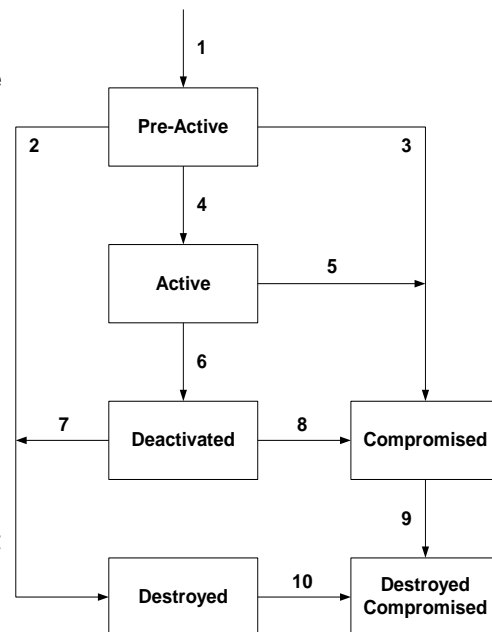 1
e
Pre-Active
2
3
4
Active
5
6
Deactivated
7
8
Compromised
9
Destroyed
10
Destroyed
Compromised